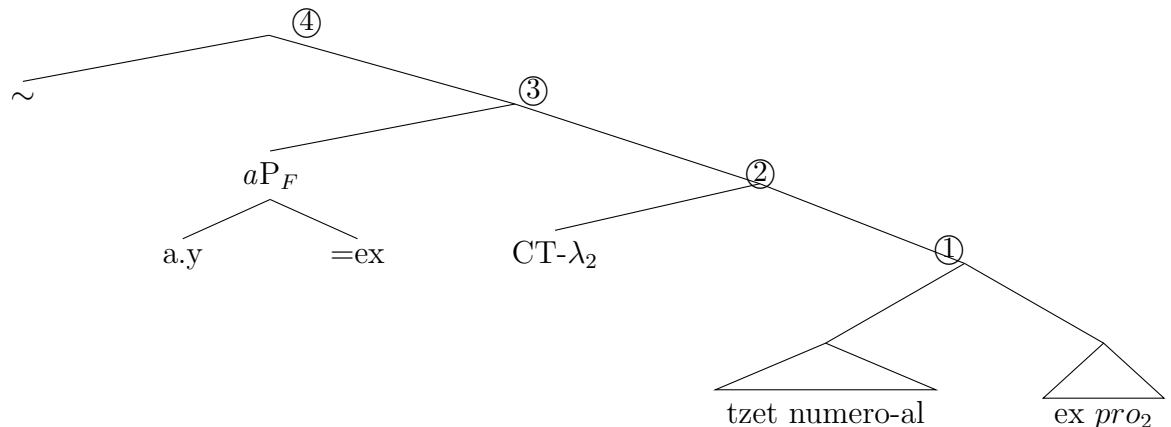 ④
~
③
aP_F
②
a.y =ex CT-λ₂
①
tzet numero-al ex pro₂